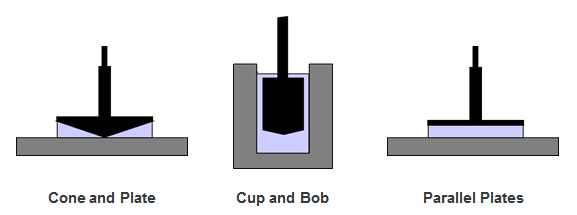 Cone and Plate
Cup and Bob
Parallel Plates